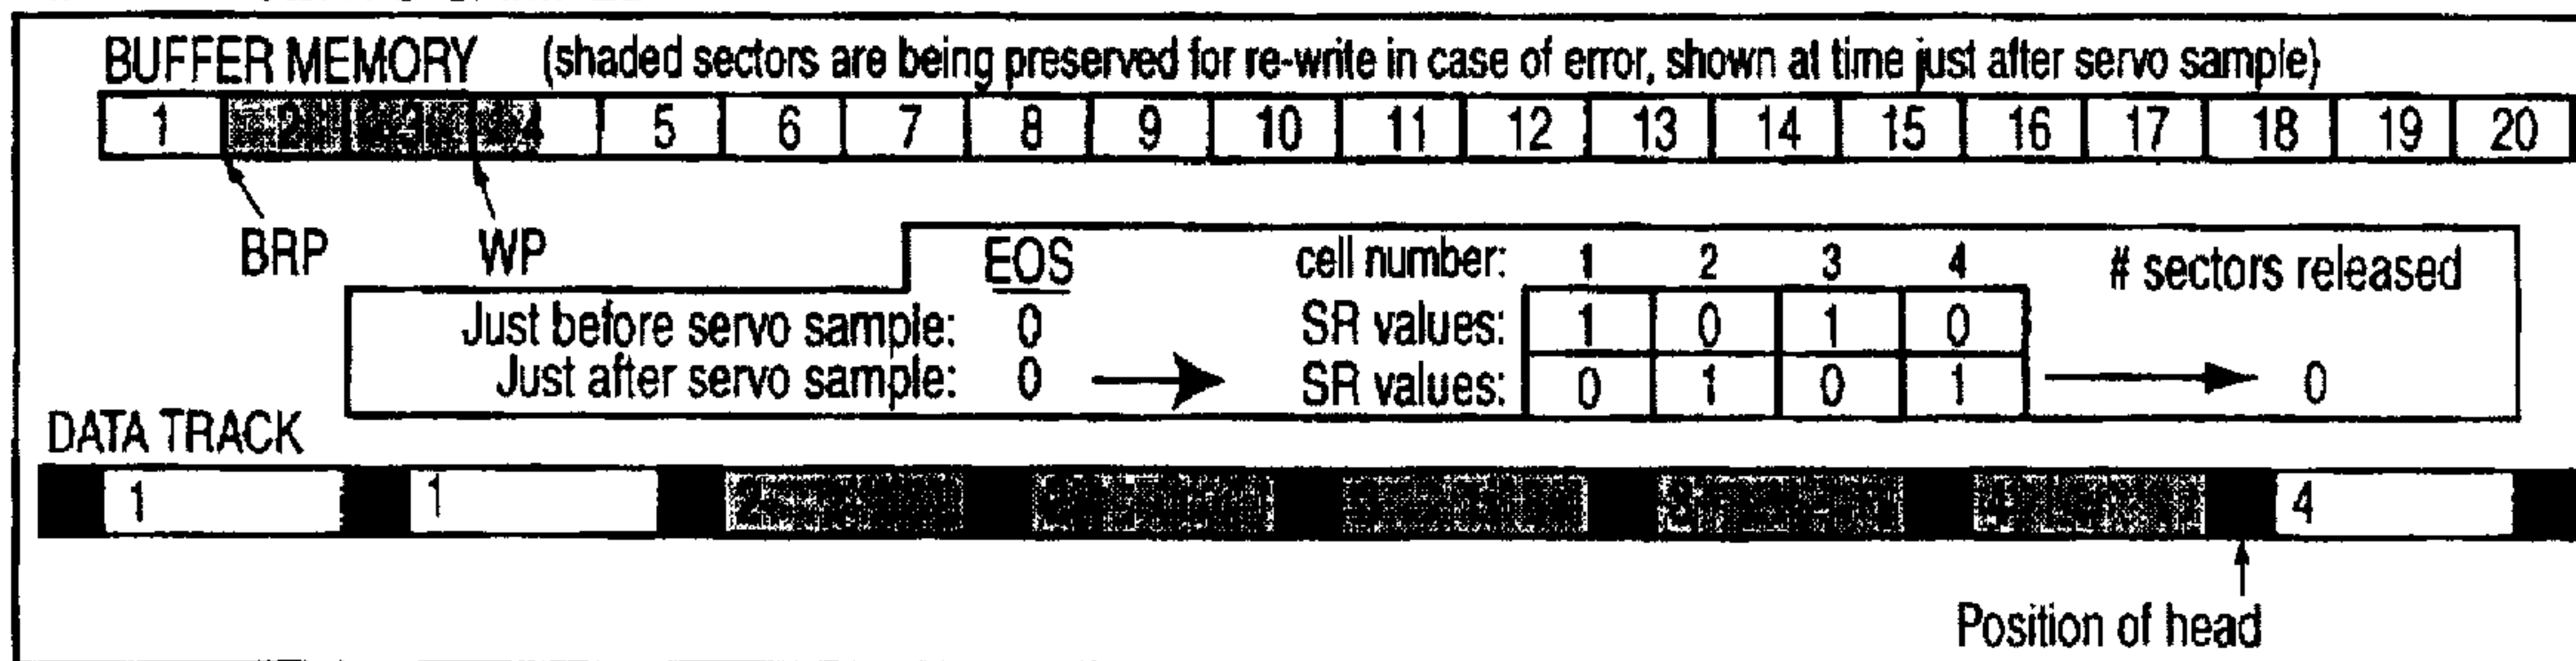 BUFFER MEMORY (shaded sectors are being preserved for re-write in case of error, shown at time just after servo sample)
1 2 3 4 5 6 7 8 9 10 11 12 13 14 15 16 17 18 19 20
BRP WP EOS cell number: 1 2 3 4 # sectors released
Just before servo sample: 0 SR values: 1 0 1 0
Just after servo sample: 0 SR values: 0 1 0 1 0
DATA TRACK
1 1 2 3 4 4
Position of head